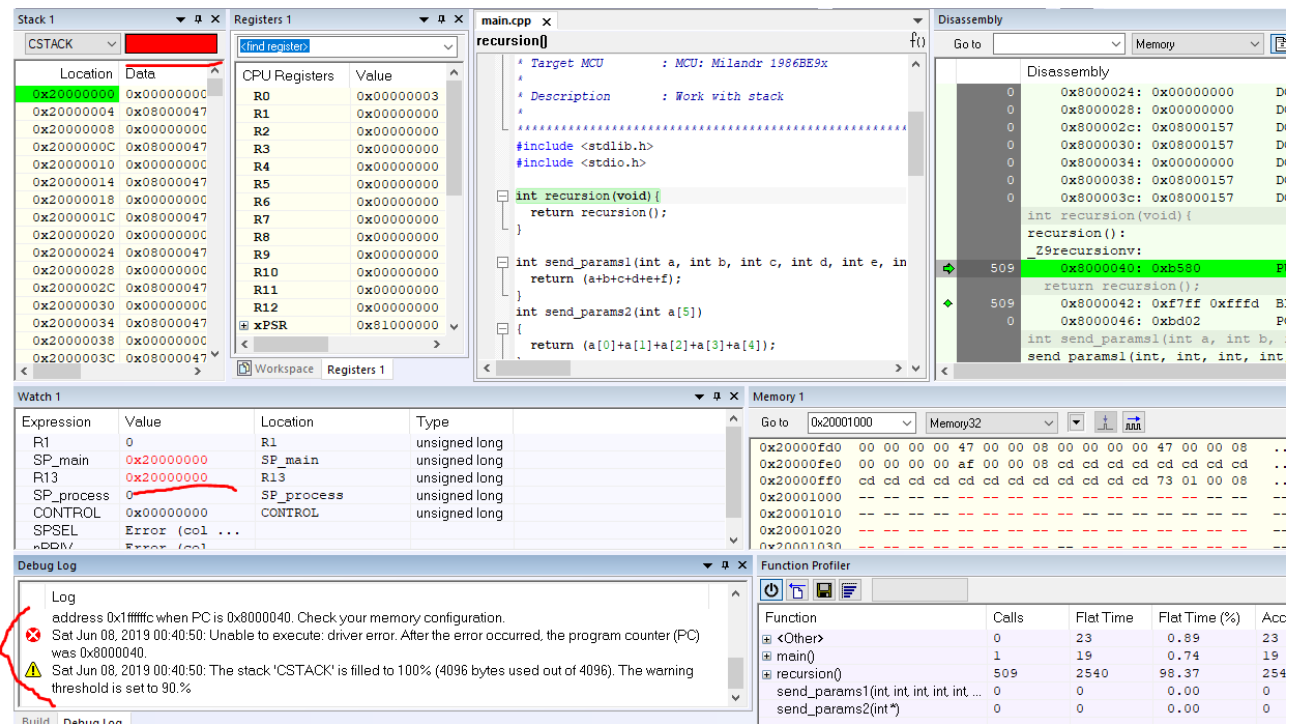 Stack 1
CSTACK
Location Data
0x20000000 0x00000000
0x20000004 0x08000047
0x20000008 0x00000000
0x2000000C 0x08000047
0x20000010 0x00000000
0x20000014 0x08000047
0x20000018 0x00000000
0x2000001C 0x08000047
0x20000020 0x00000000
0x20000024 0x08000047
0x20000028 0x00000000
0x2000002C 0x08000047
0x20000030 0x00000000
0x20000034 0x08000047
0x20000038 0x00000000
0x2000003C 0x08000047
Registers 1
<find register>
CPU Registers Value
R0 0x00000003
R1 0x00000000
R2 0x00000000
R3 0x00000000
R4 0x00000000
R5 0x00000000
R6 0x00000000
R7 0x00000000
R8 0x00000000
R9 0x00000000
R10 0x00000000
R11 0x00000000
R12 0x00000000
xPSR 0x81000000
Workspace Registers 1
main.cpp x
recursion() f()
* Target MCU : MCU: Milandr 1986BE9x
*
* Description : Work with stack
*
#include <stdlib.h>
#include <stdio.h>
int recursion(void){
return recursion();
}
int send_params1(int a, int b, int c, int d, int e, in
return (a+b+c+d+e+f);
}
int send_params2(int a[5])
{
return (a[0]+a[1]+a[2]+a[3]+a[4]);
Disassembly
Go to Memory
Disassembly
0 0x8000024: 0x00000000
0 0x8000028: 0x00000000
0 0x800002c: 0x08000157
0 0x8000030: 0x08000157
0 0x8000034: 0x00000000
0 0x8000038: 0x08000157
0 0x800003c: 0x08000157
int recursion(void){
recursion():
_Z9recursionv:
509 0x8000040: 0xb580
return recursion();
509 0x8000042: 0xf7ff 0xfffd
0 0x8000046: 0xbd02
int send_params1(int a, int b,
send params1(int, int, int, int
Watch 1
Expression Value Location Type
R1 0 R1 unsigned long
SP_main 0x20000000 SP_main unsigned long
R13 0x20000000 R13 unsigned long
SP_process 0 SP_process unsigned long
CONTROL 0x00000000 CONTROL unsigned long
SPSEL Error (col ...
nPRIV Error (col
Memory 1
Go to 0x20001000 Memory32
0x20000fd0 00 00 00 00 47 00 00 08 00 00 00 00 47 00 00 08 ..
0x20000fe0 00 00 00 00 af 00 00 08 cd cd cd cd cd cd cd cd ..
0x20000ff0 cd cd cd cd cd cd cd cd cd cd cd cd 73 01 00 08 ..
0x20001000 -- -- -- -- -- -- -- -- -- -- -- -- -- -- -- -- --
0x20001010 -- -- -- -- -- -- -- -- -- -- -- -- -- -- -- -- --
0x20001020 -- -- -- -- -- -- -- -- -- -- -- -- -- -- -- -- --
0x20001030 -- -- -- -- -- -- -- -- -- -- -- -- -- -- -- -- --
Debug Log
Log
address 0x1ffffffc when PC is 0x8000040. Check your memory configuration.
Sat Jun 08, 2019 00:40:50: Unable to execute: driver error. After the error occurred, the program counter (PC)
was 0x8000040.
Sat Jun 08, 2019 00:40:50: The stack 'CSTACK' is filled to 100% (4096 bytes used out of 4096). The warning
threshold is set to 90.%
Build Debug Log
Function Profiler
Function Calls Flat Time Flat Time (%) Acc
<Other> 0 23 0.89 23
main() 1 19 0.74 19
recursion() 509 2540 98.37 254
send_params1(int, int, int, int, int, ... 0 0 0.00 0
send_params2(int*) 0 0 0.00 0